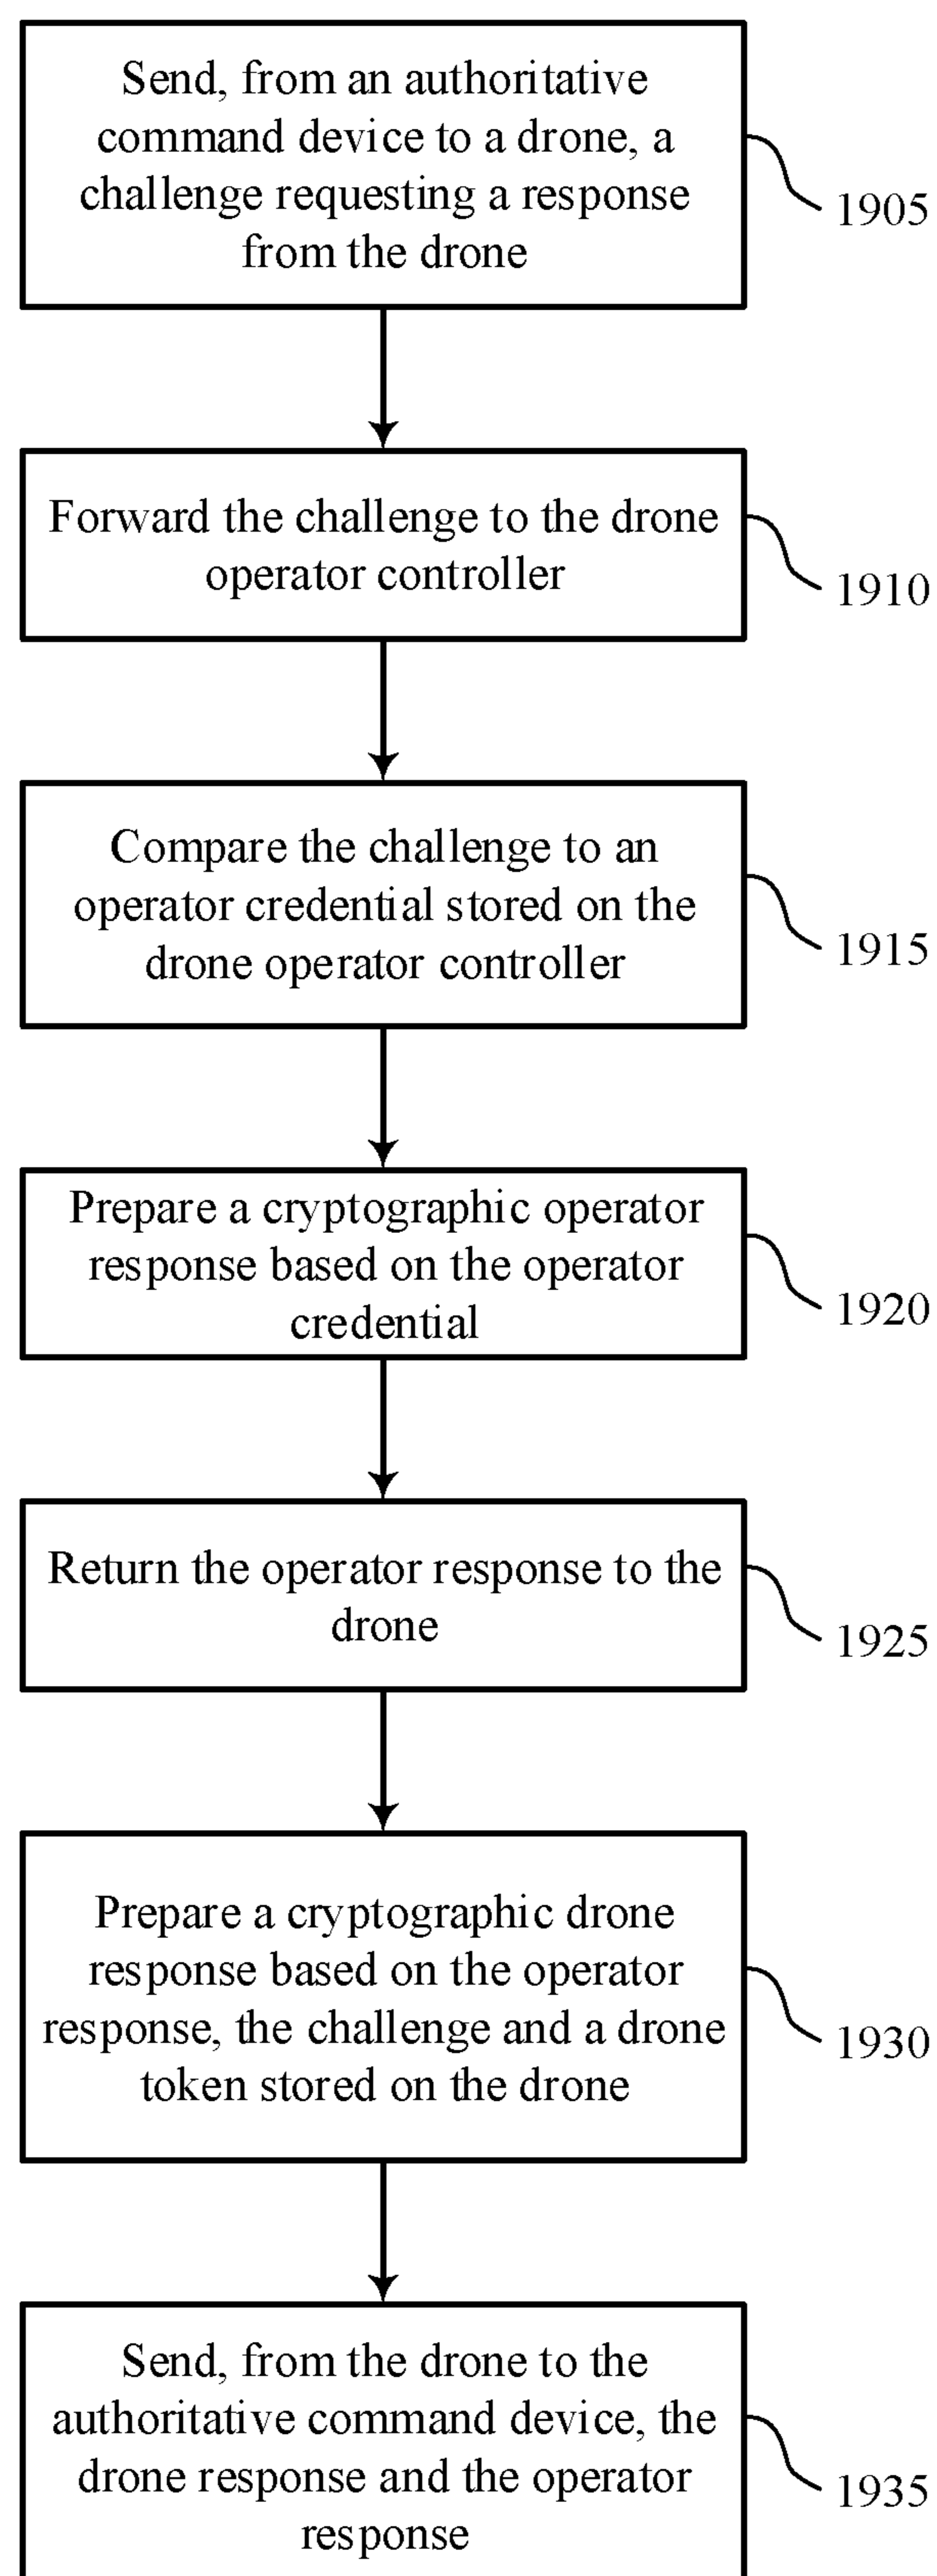 Send, from an authoritative
command device to a drone, a
challenge requesting a response
from the drone
1905
Forward the challenge to the drone
operator controller
1910
Compare the challenge to an
operator credential stored on the
drone operator controller
1915
Prepare a cryptographic operator
response based on the operator
credential
1920
Return the operator response to the
drone
1925
Prepare a cryptographic drone
response based on the operator
response, the challenge and a drone
token stored on the drone
1930
Send, from the drone to the
authoritative command device, the
drone response and the operator
response
1935